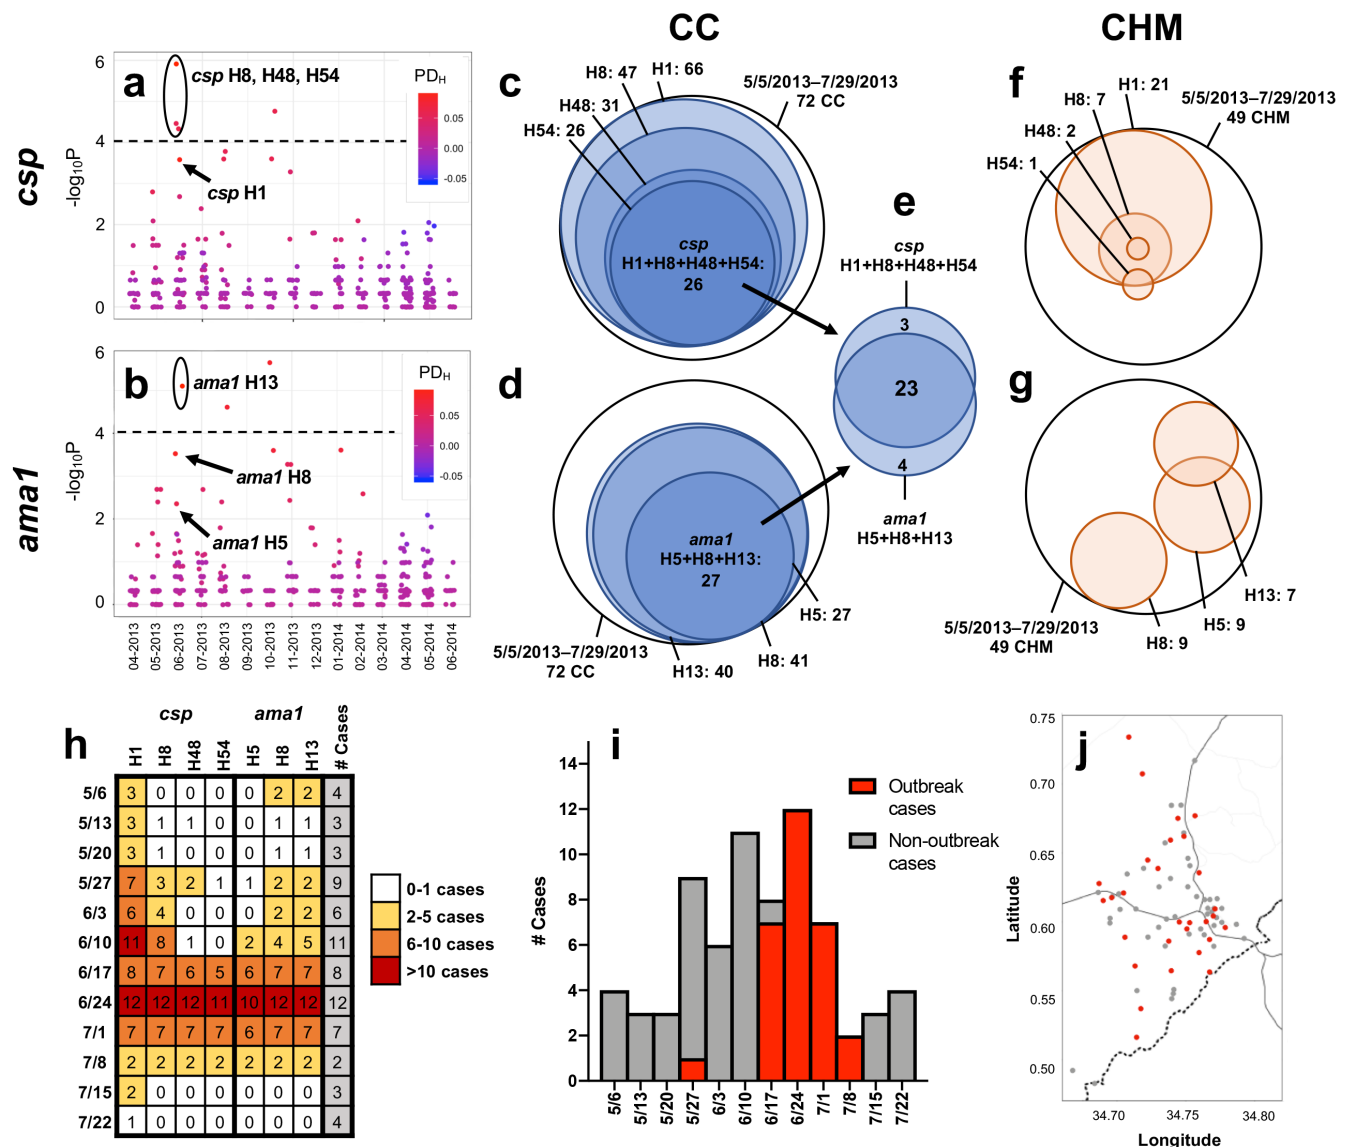 CC
CHM
a
csp H8, H48, H54
csp H1
PDH
0.05
0.00
-0.05
6
4
2
0
-log10P
csp
b
ama1 H13
ama1 H8
ama1 H5
PDH
0.05
0.00
-0.05
6
4
2
0
-log10P
ama1
04-2013
05-2013
06-2013
07-2013
08-2013
09-2013
10-2013
11-2013
12-2013
01-2014
02-2014
03-2014
04-2014
05-2014
06-2014
c
H8: 47
H1: 66
H48: 31
H54: 26
5/5/2013–7/29/2013
72 CC
csp
H1+H8+H48+H54:
26
d
ama1
H5+H8+H13:
27
H5: 27
H8: 41
H13: 40
5/5/2013–7/29/2013
72 CC
e
csp
H1+H8+H48+H54
3
23
4
ama1
H5+H8+H13
f
H1: 21
H8: 7
H48: 2
H54: 1
5/5/2013–7/29/2013
49 CHM
g
H13: 7
H5: 9
H8: 9
5/5/2013–7/29/2013
49 CHM
h
csp ama1
H1 H8 H48 H54 H5 H8 H13 # Cases
5/6 3 0 0 0 0 2 2 4
5/13 3 1 1 0 0 1 1 3
5/20 3 1 0 0 0 1 1 3
5/27 7 3 2 1 1 2 2 9
6/3 6 4 0 0 0 2 2 6
6/10 11 8 1 0 2 4 5 11
6/17 8 7 6 5 6 7 7 8
6/24 12 12 12 11 10 12 12 12
7/1 7 7 7 7 6 7 7 7
7/8 2 2 2 2 2 2 2 2
7/15 2 0 0 0 0 0 0 3
7/22 1 0 0 0 0 0 0 4
0-1 cases
2-5 cases
6-10 cases
>10 cases
i
Outbreak
cases
Non-outbreak
cases
# Cases
14
12
10
8
6
4
2
0
5/6
5/13
5/20
5/27
6/3
6/10
6/17
6/24
7/1
7/8
7/15
7/22
j
0.75
0.70
0.65
0.60
0.55
0.50
Latitude
34.70
34.75
34.80
Longitude